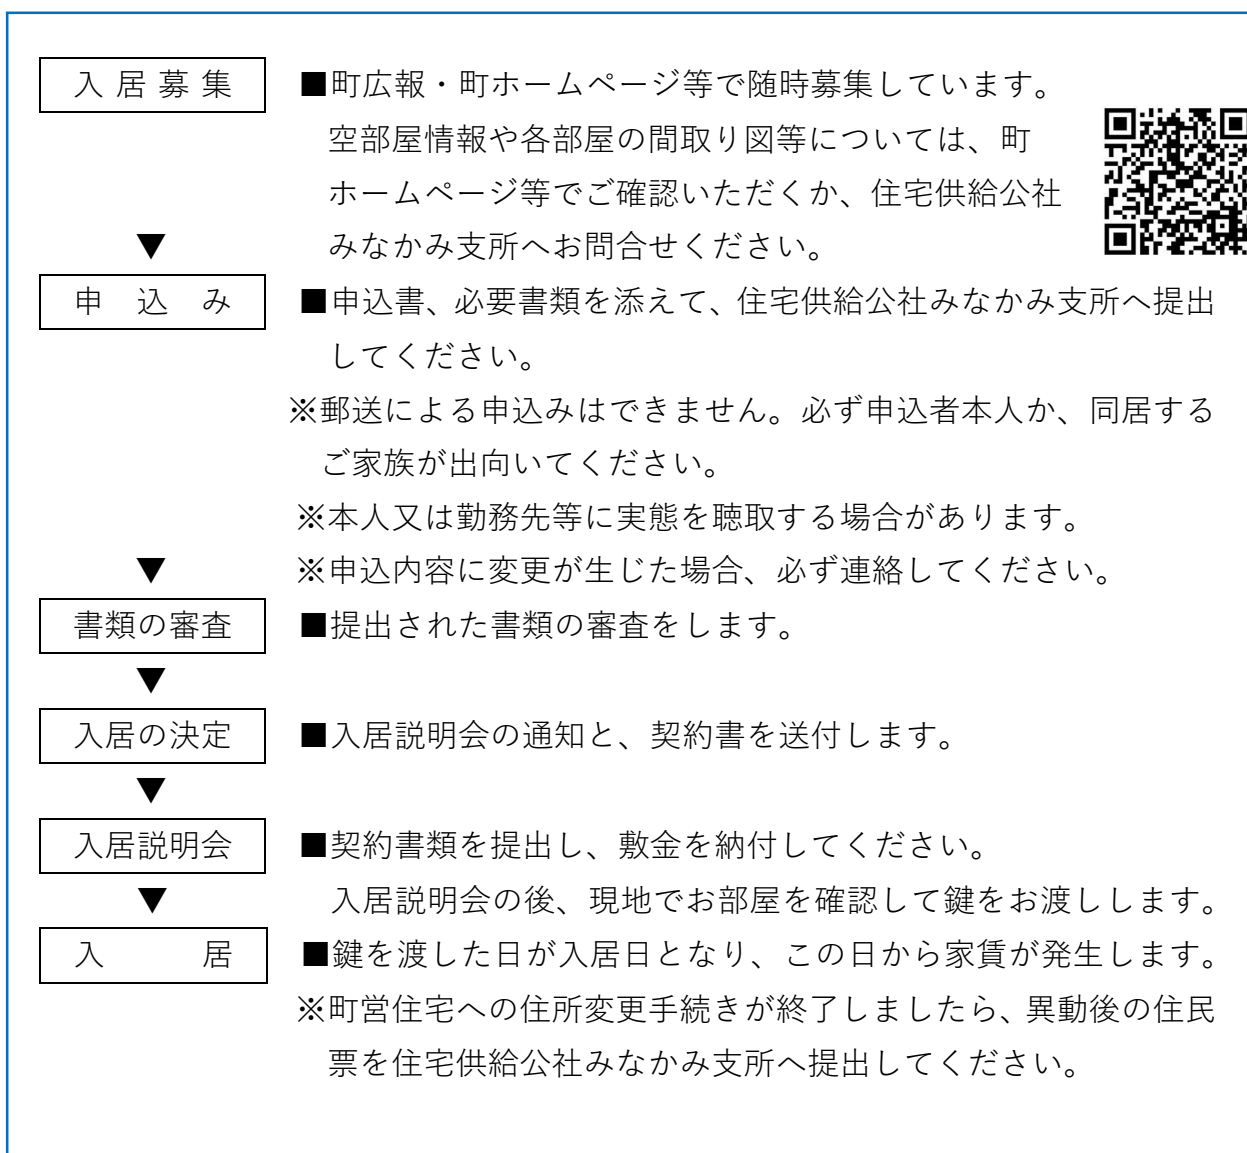 入居募集 ■町広報・町ホームページ等で随時募集しています。
空部屋情報や各部屋の間取り図等については、町
ホームページ等でご確認いただくか、住宅供給公社
▼ みなかみ支所へお問合せください。
申込み ■申込書、必要書類を添えて、住宅供給公社みなかみ支所へ提出
してください。
※郵送による申込みはできません。必ず申込者本人か、同居する
ご家族が出向いてください。
※本人又は勤務先等に実態を聴取する場合があります。
▼ ※申込内容に変更が生じた場合、必ず連絡してください。
書類の審査 ■提出された書類の審査をします。
▼
入居の決定 ■入居説明会の通知と、契約書を送付します。
▼
入居説明会 ■契約書類を提出し、敷金を納付してください。
▼ 入居説明会の後、現地でお部屋を確認して鍵をお渡しします。
入居 ■鍵を渡した日が入居日となり、この日から家賃が発生します。
※町営住宅への住所変更手続きが終了しましたら、異動後の住民
票を住宅供給公社みなかみ支所へ提出してください。